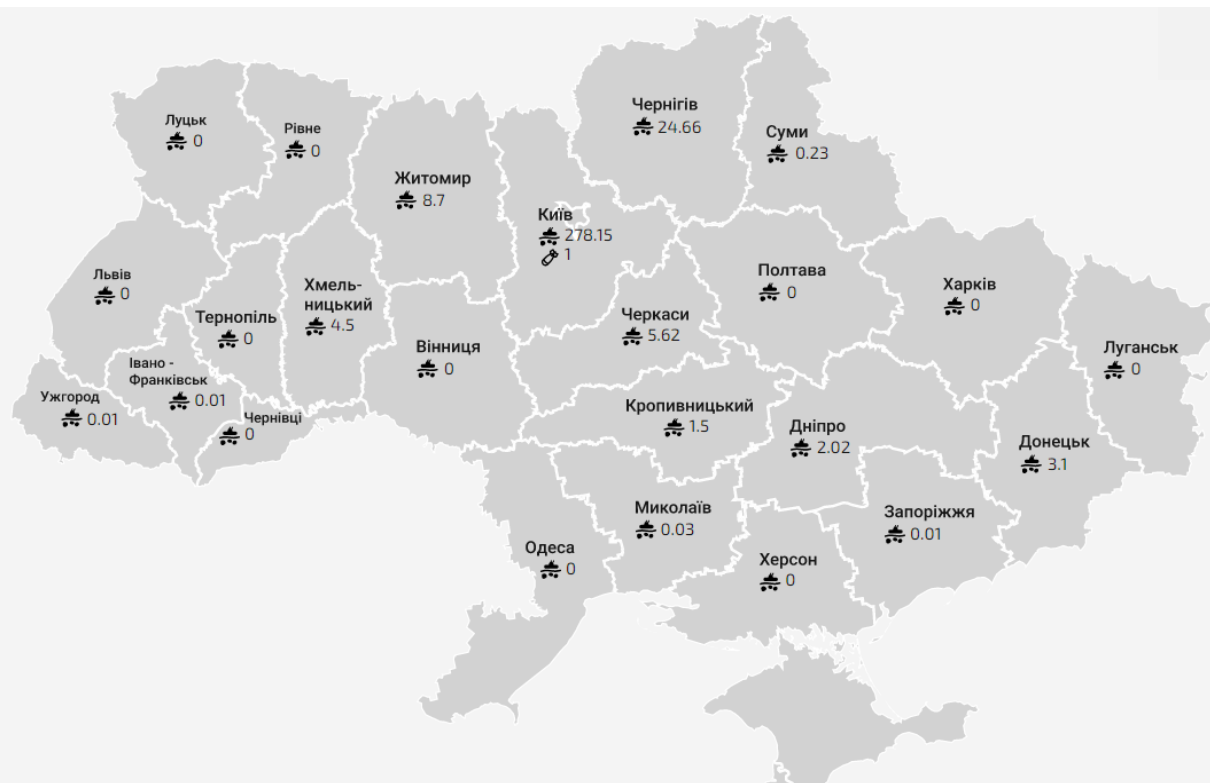 Чернігів
24.66
Луцьк
0
Рівне
0
Суми
0.23
Житомир
8.7
Київ
278.15
1
Львів
0
Хмель-
ницький
4.5
Тернопіль
0
Полтава
0
Харків
0
Черкаси
5.62
Вінниця
0
Луганськ
0
Івано -
Франківськ
0.01
Ужгород
0.01
Чернівці
0
Кропивницький
1.5
Дніпро
2.02
Донецьк
3.1
Миколаїв
0.03
Запоріжжя
0.01
Одеса
0
Херсон
0